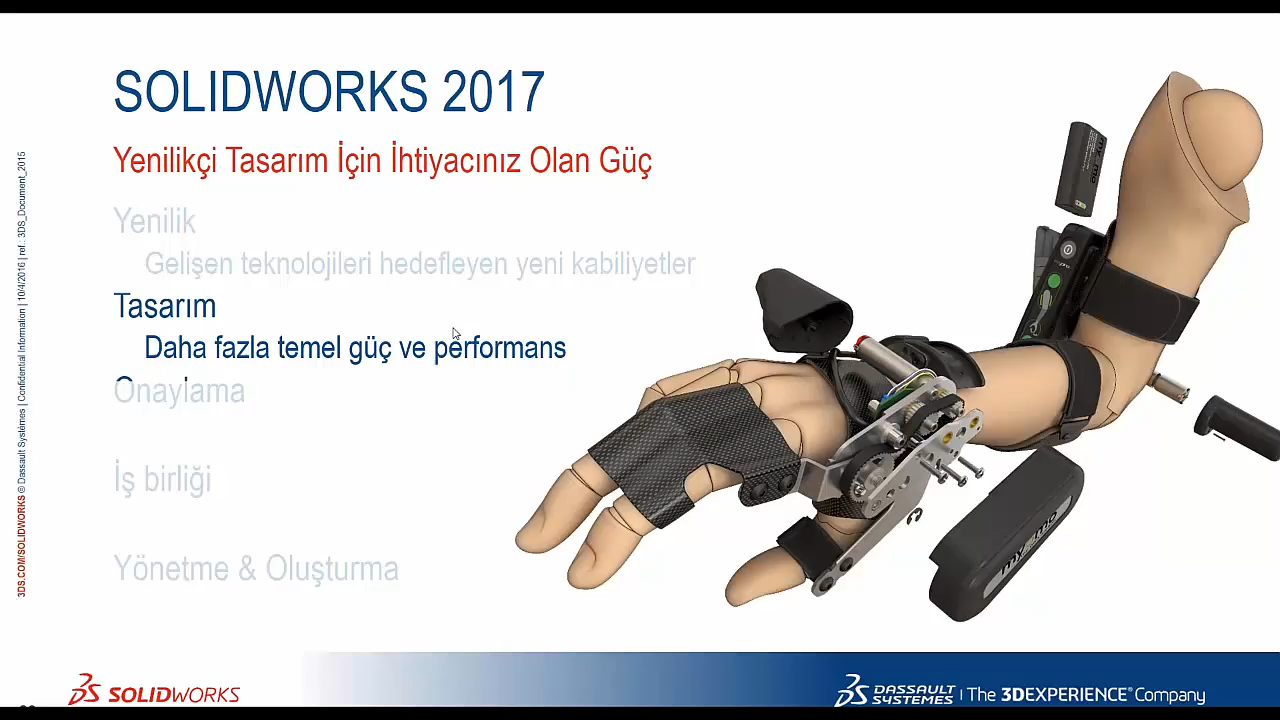 SOLIDWORKS 2017
Yenilikçi Tasarım İçin İhtiyacınız Olan Güç
Yenilik
Gelişen teknolojileri hedefleyen yeni kabiliyetler
Tasarım
Daha fazla temel güç ve performans
Onaylama
İş birliği
Yönetme & Oluşturma
3DS.COM/SOLIDWORKS © Dassault Systèmes | Confidential Information | 10/4/2016 | ref.: 3DS_Document_2015
SOLIDWORKS
DASSAULT SYSTEMES | The 3DEXPERIENCE® Company